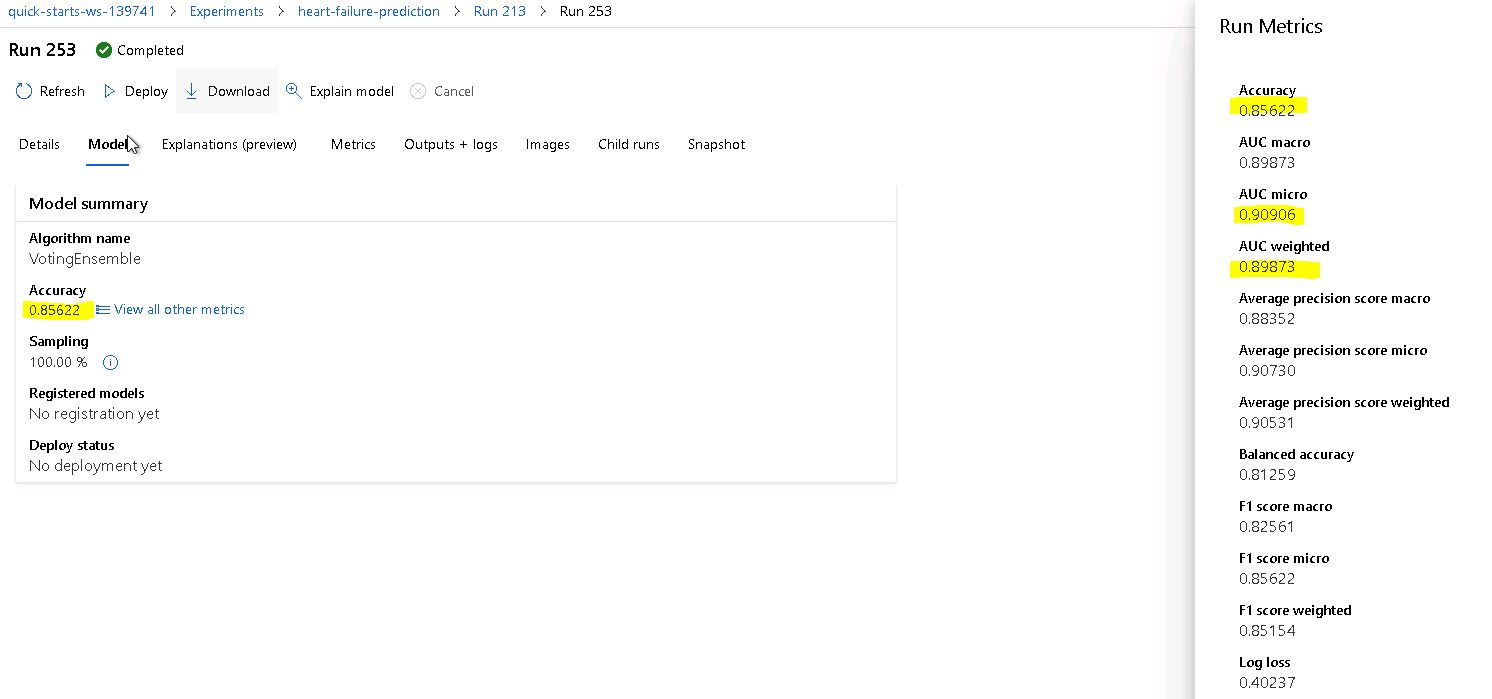 quick-starts-ws-139741 > Experiments > heart-failure-prediction > Run 213 > Run 253
Run 253 Completed
Refresh Deploy Download Explain model Cancel
Details Model Explanations (preview) Metrics Outputs + logs Images Child runs Snapshot
Model summary
Algorithm name
VotingEnsemble
Accuracy
0.85622 View all other metrics
Sampling
100.00 %
Registered models
No registration yet
Deploy status
No deployment yet
Run Metrics
Accuracy
0.85622
AUC macro
0.89873
AUC micro
0.90906
AUC weighted
0.89873
Average precision score macro
0.88352
Average precision score micro
0.90730
Average precision score weighted
0.90531
Balanced accuracy
0.81259
F1 score macro
0.82561
F1 score micro
0.85622
F1 score weighted
0.85154
Log loss
0.40237